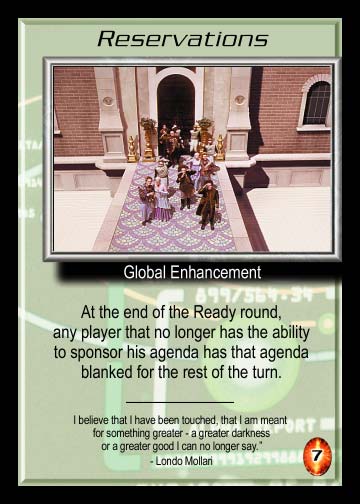 Reservations
Global Enhancement
At the end of the Ready round,
any player that no longer has the ability
to sponsor his agenda has that agenda
blanked for the rest of the turn.
I believe that I have been touched, that I am meant
for something greater - a greater darkness
or a greater good I can no longer say."
- Londo Mollari
7